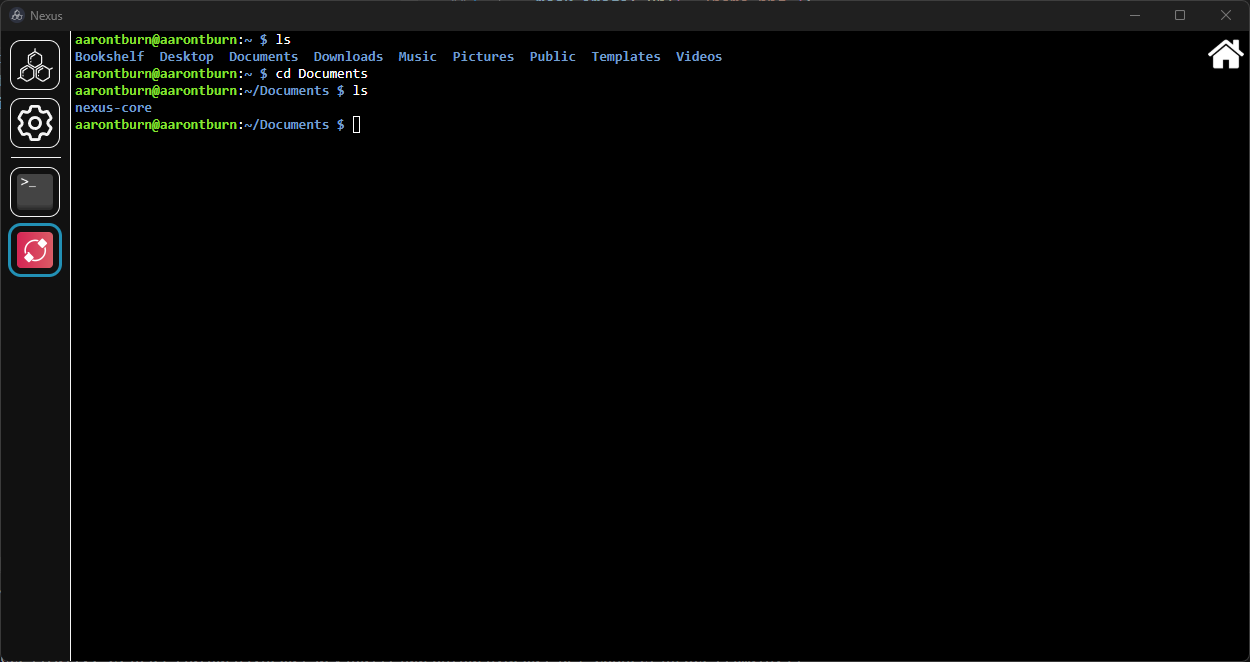 Nexus
aarontburn@aarontburn:~ $ ls
Bookshelf Desktop Documents Downloads Music Pictures Public Templates Videos
aarontburn@aarontburn:~ $ cd Documents
aarontburn@aarontburn:~/Documents $ ls
nexus-core
aarontburn@aarontburn:~/Documents $
>_